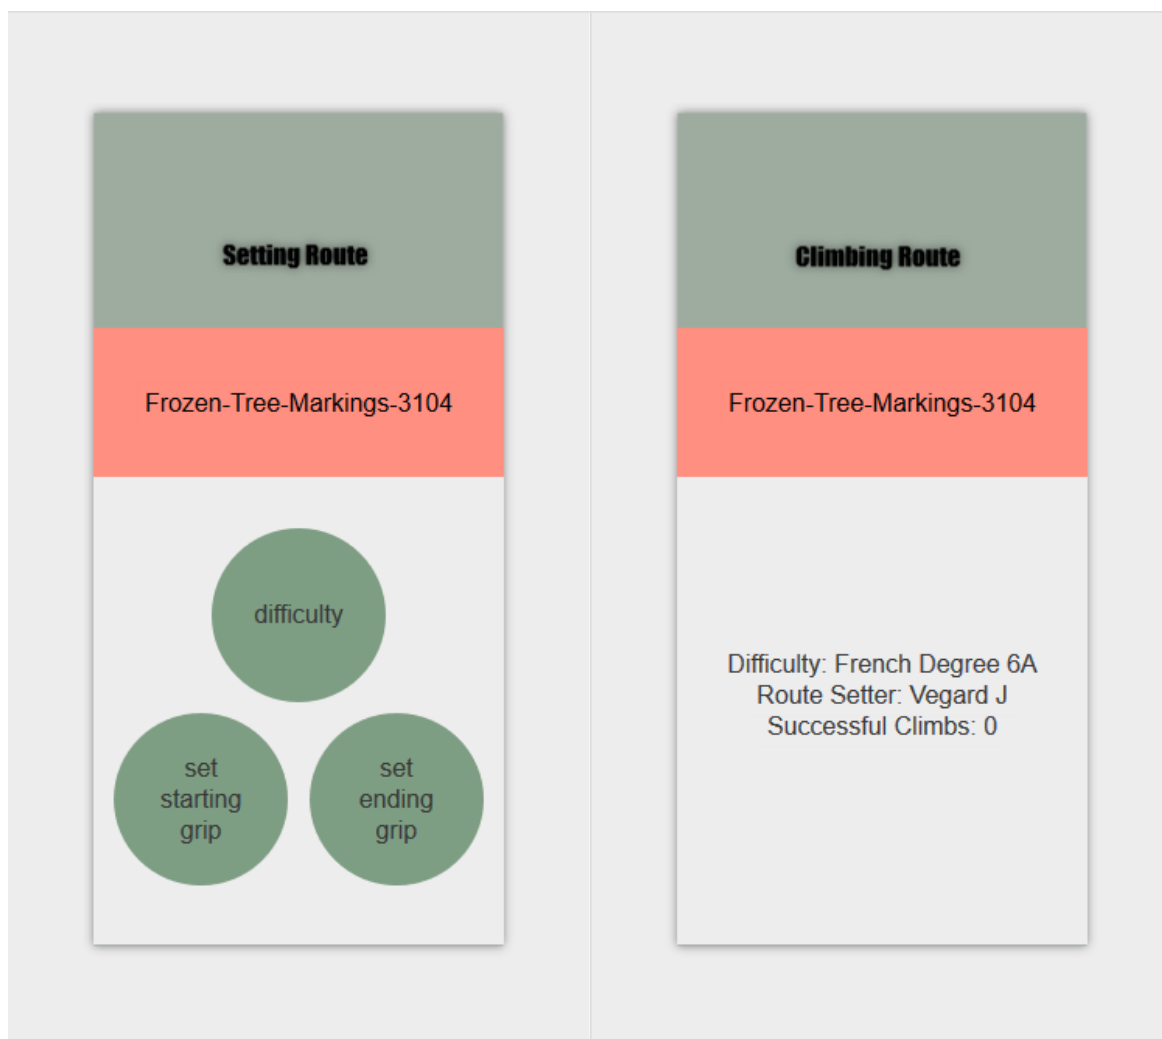 Setting Route
Frozen-Tree-Markings-3104
difficulty
set
starting
grip
set
ending
grip
Climbing Route
Frozen-Tree-Markings-3104
Difficulty: French Degree 6A
Route Setter: Vegard J
Successful Climbs: 0